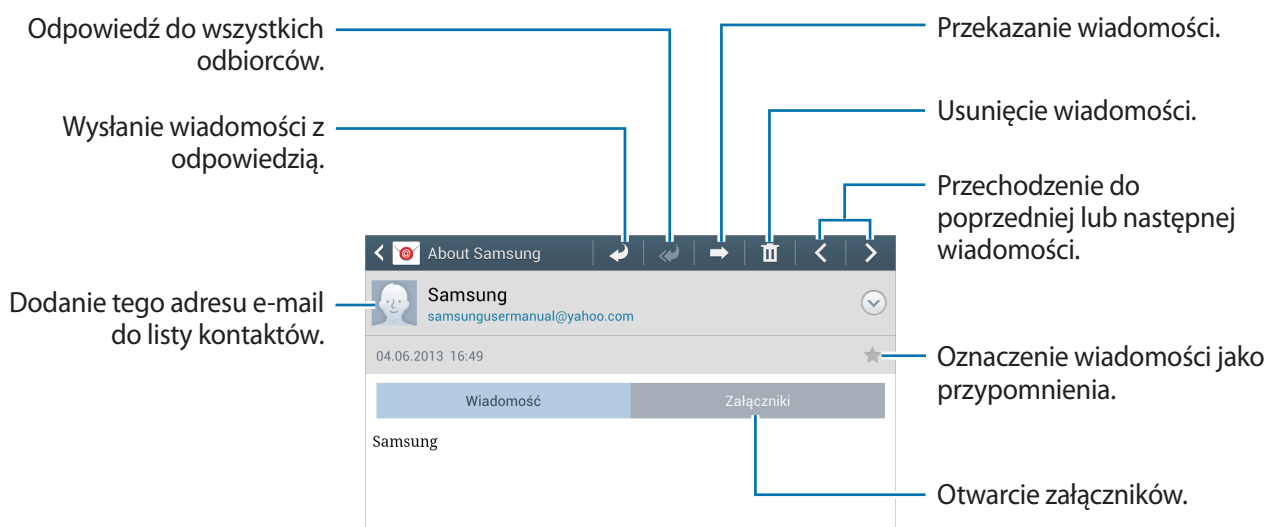 Odpowiedź do wszystkich
odbiorców.
Wysłanie wiadomości z
odpowiedzią.
Dodanie tego adresu e-mail
do listy kontaktów.
Przekazanie wiadomości.
Usunięcie wiadomości.
Przechodzenie do
poprzedniej lub następnej
wiadomości.
About Samsung
Samsung
samsungusermanual@yahoo.com
04.06.2013 16:49
Oznaczenie wiadomości jako
przypomnienia.
Wiadomość
Załączniki
Samsung
Otwarcie załączników.